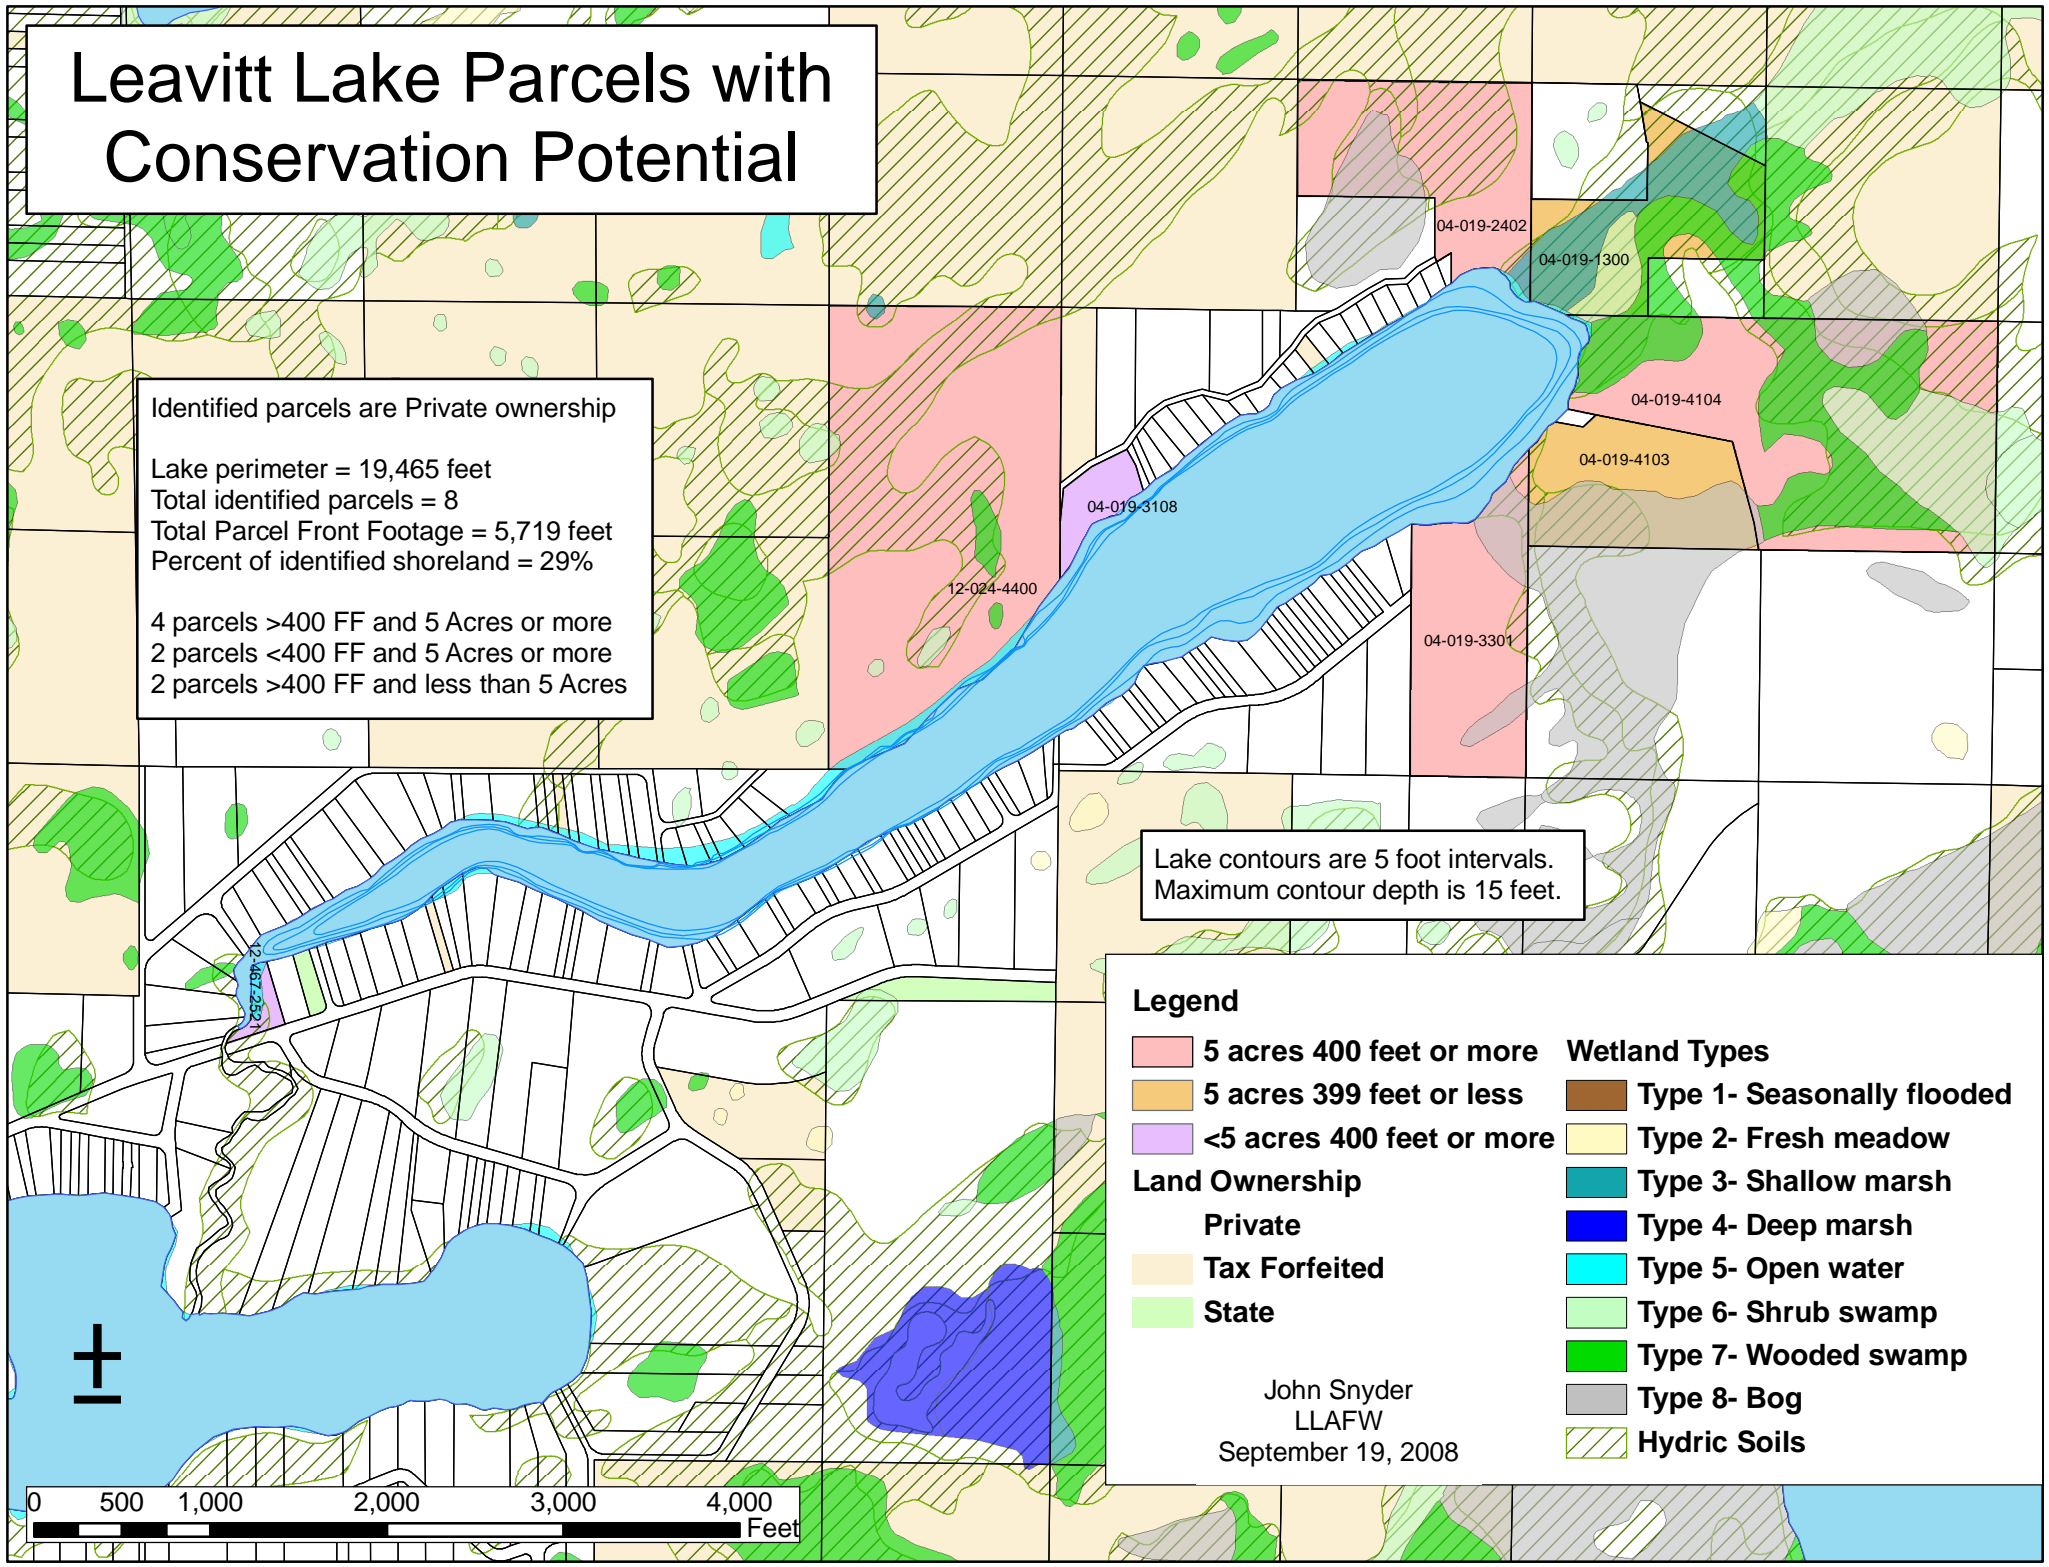 Leavitt Lake Parcels with
Conservation Potential
04-019-2402
04-019-1300
Identified parcels are Private ownership
Lake perimeter = 19,465 feet
Total identified parcels = 8
Total Parcel Front Footage = 5,719 feet
Percent of identified shoreland = 29%
4 parcels >400 FF and 5 Acres or more
2 parcels <400 FF and 5 Acres or more
2 parcels >400 FF and less than 5 Acres
04-019-4104
04-019-4103
04-019-3108
12-024-4400
04-019-3301
Lake contours are 5 foot intervals.
Maximum contour depth is 15 feet.
12-467-2521
Legend
5 acres 400 feet or more
5 acres 399 feet or less
<5 acres 400 feet or more
Land Ownership
Private
Tax Forfeited
State
Wetland Types
Type 1- Seasonally flooded
Type 2- Fresh meadow
Type 3- Shallow marsh
Type 4- Deep marsh
Type 5- Open water
Type 6- Shrub swamp
Type 7- Wooded swamp
Type 8- Bog
Hydric Soils
John Snyder
LLAFW
September 19, 2008
±
0 500 1,000 2,000 3,000 4,000
Feet